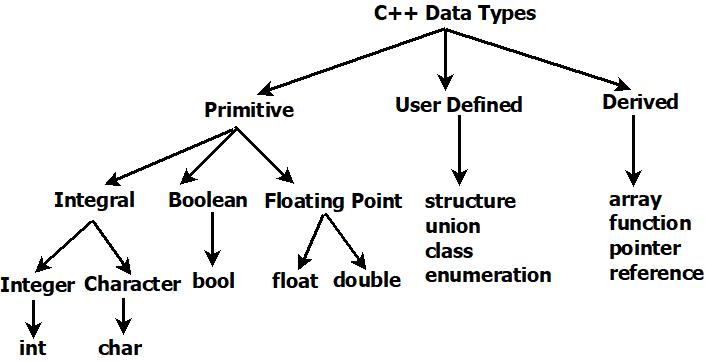 C++ Data Types
Primitive
User Defined
Derived
Integral
Boolean
Floating Point
structure
union
class
enumeration
array
function
pointer
reference
Integer
Character
bool
float
double
int
char